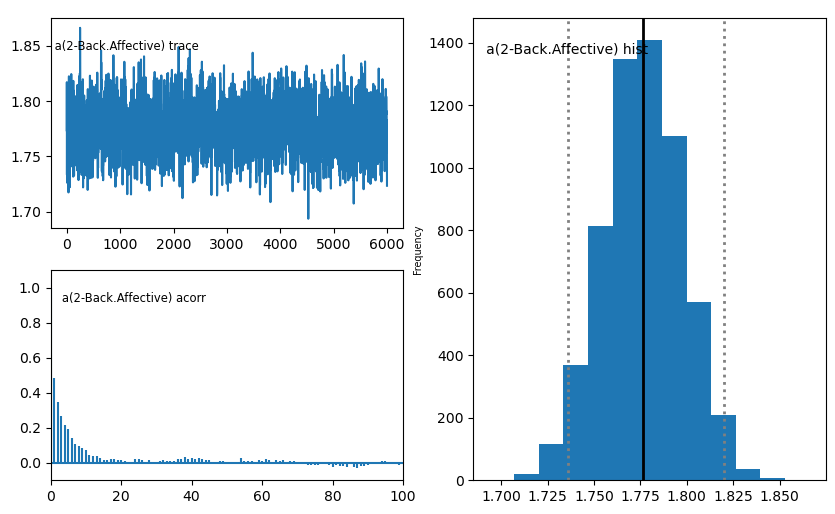 a(2-Back.Affective) trace
1.85
1.80
1.75
1.70
0 1000 2000 3000 4000 5000 6000
a(2-Back.Affective) acorr
1.0
0.8
0.6
0.4
0.2
0.0
0 20 40 60 80 100
a(2-Back.Affective) hist
Frequency
1400
1200
1000
800
600
400
200
0
1.700 1.725 1.750 1.775 1.800 1.825 1.850